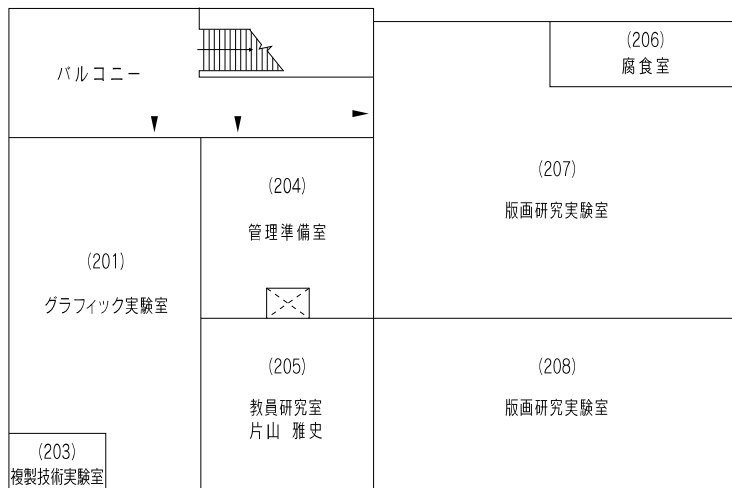 バルコニー
(206)
腐食室
(207)
版画研究実験室
(204)
管理準備室
(201)
グラフィック実験室
(205)
教員研究室
片山 雅史
(208)
版画研究実験室
(203)
複製技術実験室